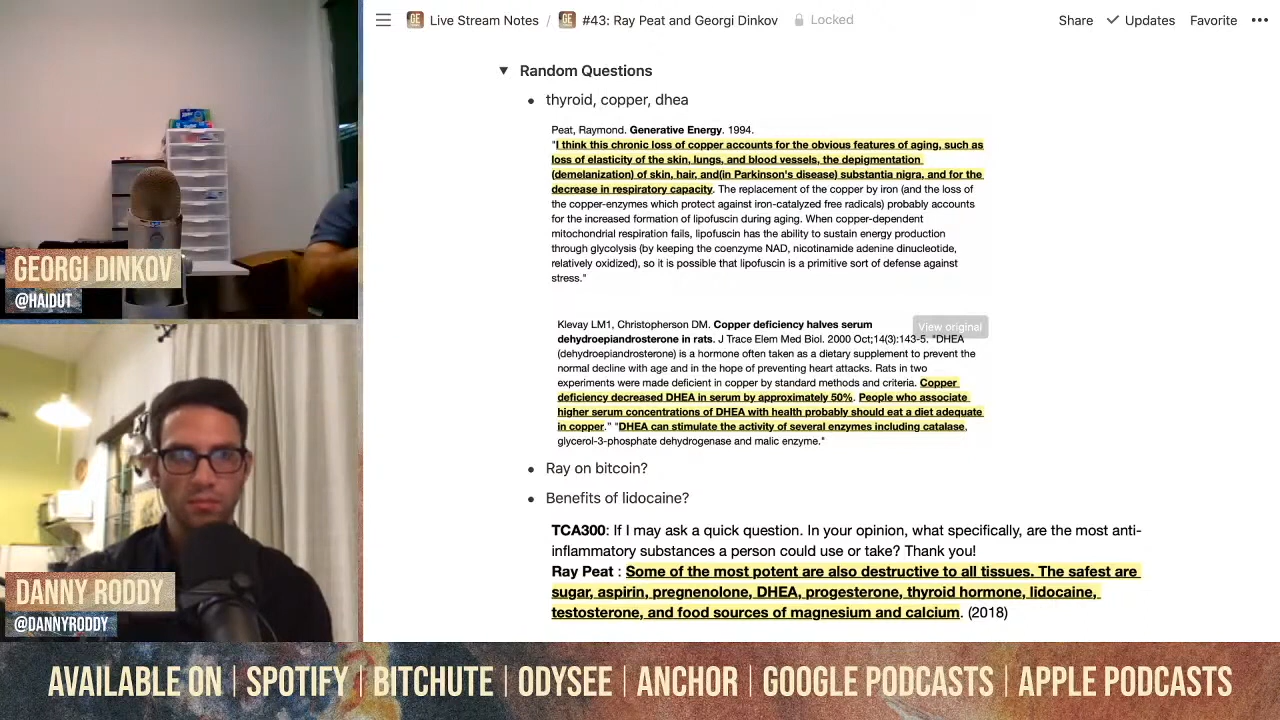 GE Live Stream Notes / GE #43: Ray Peat and Georgi Dinkov Locked
Share Updates Favorite
Random Questions
thyroid, copper, dhea
Peat, Raymond. Generative Energy. 1994.
"I think this chronic loss of copper accounts for the obvious features of aging, such as
loss of elasticity of the skin, lungs, and blood vessels, the depigmentation
(demelanization) of skin, hair, and(in Parkinson's disease) substantia nigra, and for the
decrease in respiratory capacity. The replacement of the copper by iron (and the loss of
the copper-enzymes which protect against iron-catalyzed free radicals) probably accounts
for the increased formation of lipofuscin during aging. When copper-dependent
mitochondrial respiration fails, lipofuscin has the ability to sustain energy production
through glycolysis (by keeping the coenzyme NAD, nicotinamide adenine dinucleotide,
relatively oxidized), so it is possible that lipofuscin is a primitive sort of defense against
stress."
View original
Klevay LM1, Christopherson DM. Copper deficiency halves serum
dehydroepiandrosterone in rats. J Trace Elem Med Biol. 2000 Oct;14(3):143-5. "DHEA
(dehydroepiandrosterone) is a hormone often taken as a dietary supplement to prevent the
normal decline with age and in the hope of preventing heart attacks. Rats in two
experiments were made deficient in copper by standard methods and criteria. Copper
deficiency decreased DHEA in serum by approximately 50%. People who associate
higher serum concentrations of DHEA with health probably should eat a diet adequate
in copper." "DHEA can stimulate the activity of several enzymes including catalase,
glycerol-3-phosphate dehydrogenase and malic enzyme."
Ray on bitcoin?
Benefits of lidocaine?
TCA300: If I may ask a quick question. In your opinion, what specifically, are the most anti-
inflammatory substances a person could use or take? Thank you!
Ray Peat : Some of the most potent are also destructive to all tissues. The safest are
sugar, aspirin, pregnenolone, DHEA, progesterone, thyroid hormone, lidocaine,
testosterone, and food sources of magnesium and calcium. (2018)
GEORGI DINKOV
@HAIDUT
DANNY RODDY
@DANNYRODDY
AVAILABLE ON | SPOTIFY | BITCHUTE | ODYSEE | ANCHOR | GOOGLE PODCASTS | APPLE PODCASTS